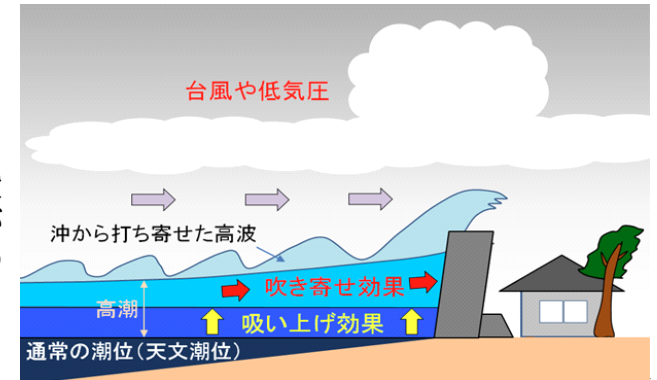 台風や低気圧
沖から打ち寄せた高波
吹き寄せ効果
高潮
吸い上げ効果
通常の潮位(天文潮位)